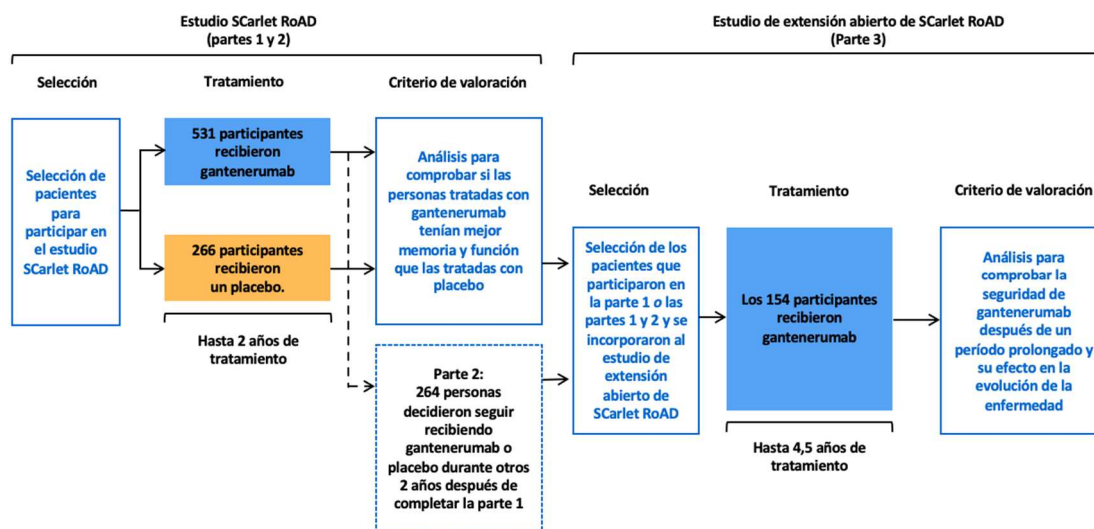 Estudio SCarlet RoAD
(partes 1 y 2)
Estudio de extensión abierto de SCarlet RoAD
(Parte 3)
Selección
Tratamiento
Criterio de valoración
Selección de
pacientes
para
participar en
el estudio
SCarlet RoAD
531 participantes
recibieron
gantenerumab
266 participantes
recibieron
un placebo.
Hasta 2 años de
tratamiento
Análisis para
comprobar si las
personas tratadas con
gantenerumab
tenían mejor
memoria y función
que las tratadas con
placebo
Parte 2:
264 personas
decidieron seguir
recibiendo
gantenerumab o
placebo durante otros
2 años después de
completar la parte 1
Selección
Tratamiento
Criterio de valoración
Selección de los
pacientes que
participaron en
la parte 1 o las
partes 1 y 2 y se
incorporaron al
estudio de
extensión
abierto de
SCarlet RoAD
Los 154 participantes
recibieron
gantenerumab
Hasta 4,5 años de
tratamiento
Análisis para
comprobar la
seguridad de
gantenerumab
después de un
período prolongado y
su efecto en la
evolución de la
enfermedad